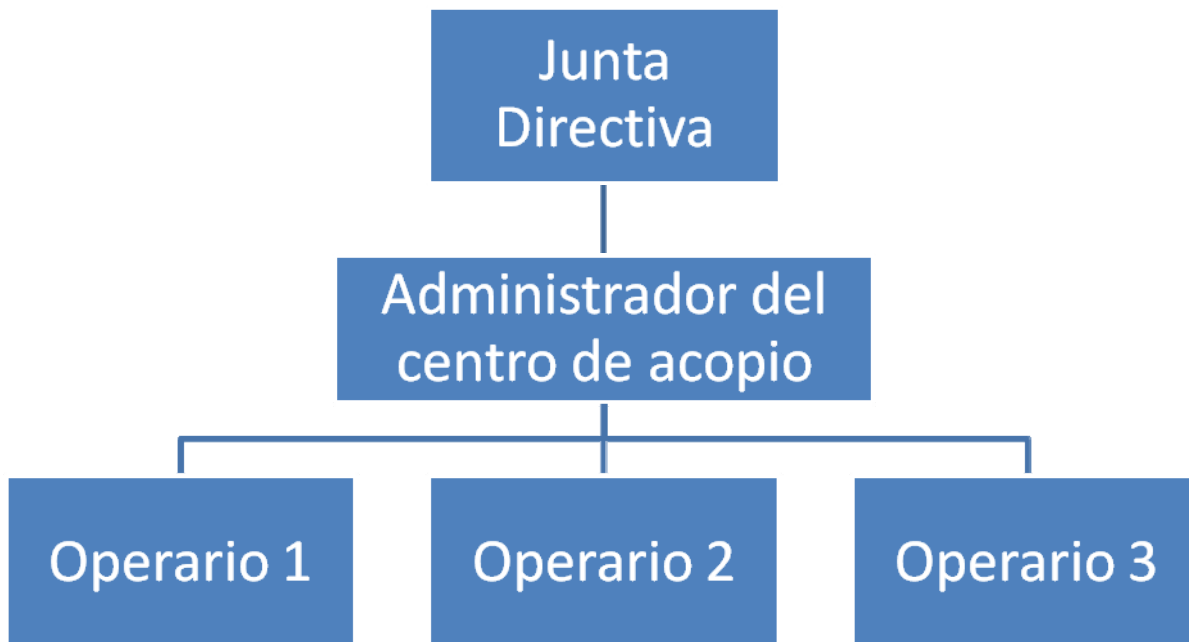 Junta
Directiva
Administrador del
centro de acopio
Operario 1
Operario 2
Operario 3